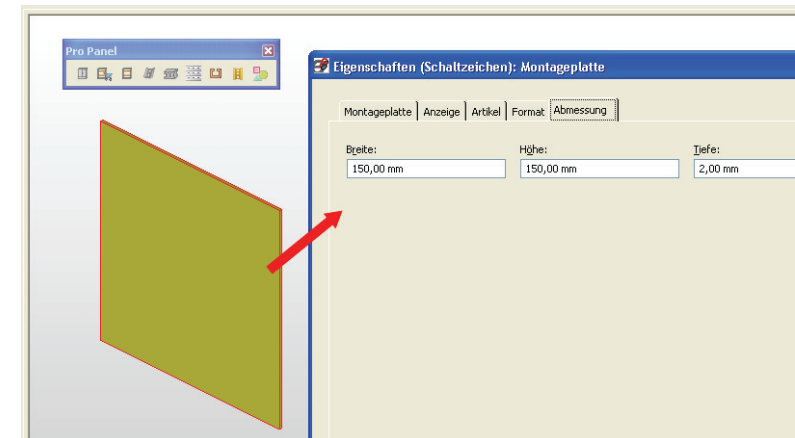 Pro Panel
Eigenschaften (Schaltzeichen): Montageplatte
Montageplatte Anzeige Artikel Format Abmessung
Breite: Höhe: Tiefe:
150,00 mm 150,00 mm 2,00 mm